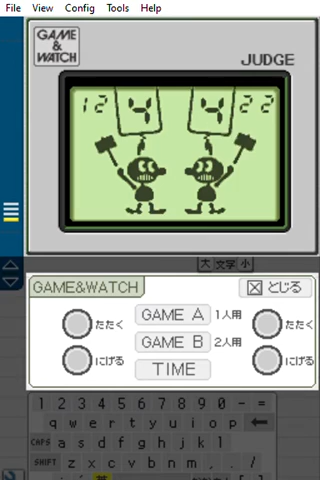 File View Config Tools Help
GAME
&
WATCH
JUDGE
12 4 4 22
大 文字 小
GAME&WATCH ☒ とじる
たたく GAME A 1人用 たたく
GAME B 2人用
にげる にげる
TIME
1 2 3 4 5 6 7 8 9 0 - =
q w e r t y u i o p
CAPS a s d f g h j k l
SHIFT z x c v b n m , . /